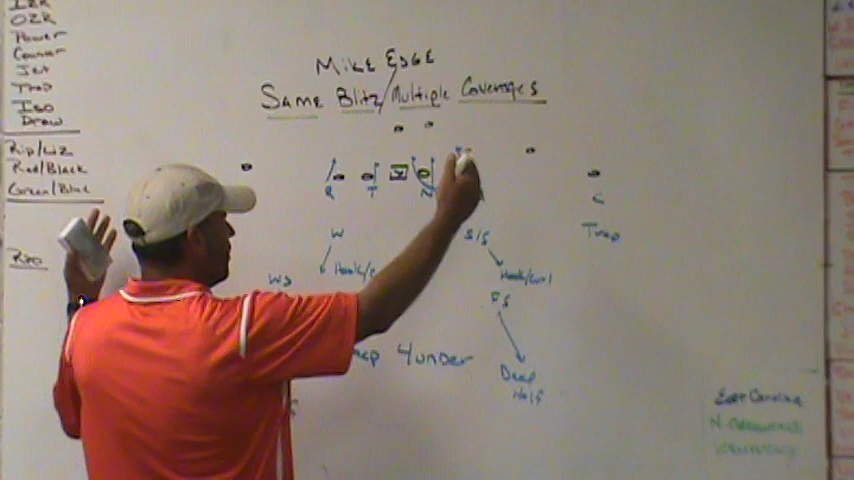 IZR
OZR
Power
Counter
Jet
Trap
Iso
Draw
Rip/Liz
Red/Black
Green/Blue
Mike Edge
Same Blitz/Multiple Coverages
R T N
C
Trap
W S/S
Hook/Curl
WS
FS
4under
Deep
Half
East Carolina